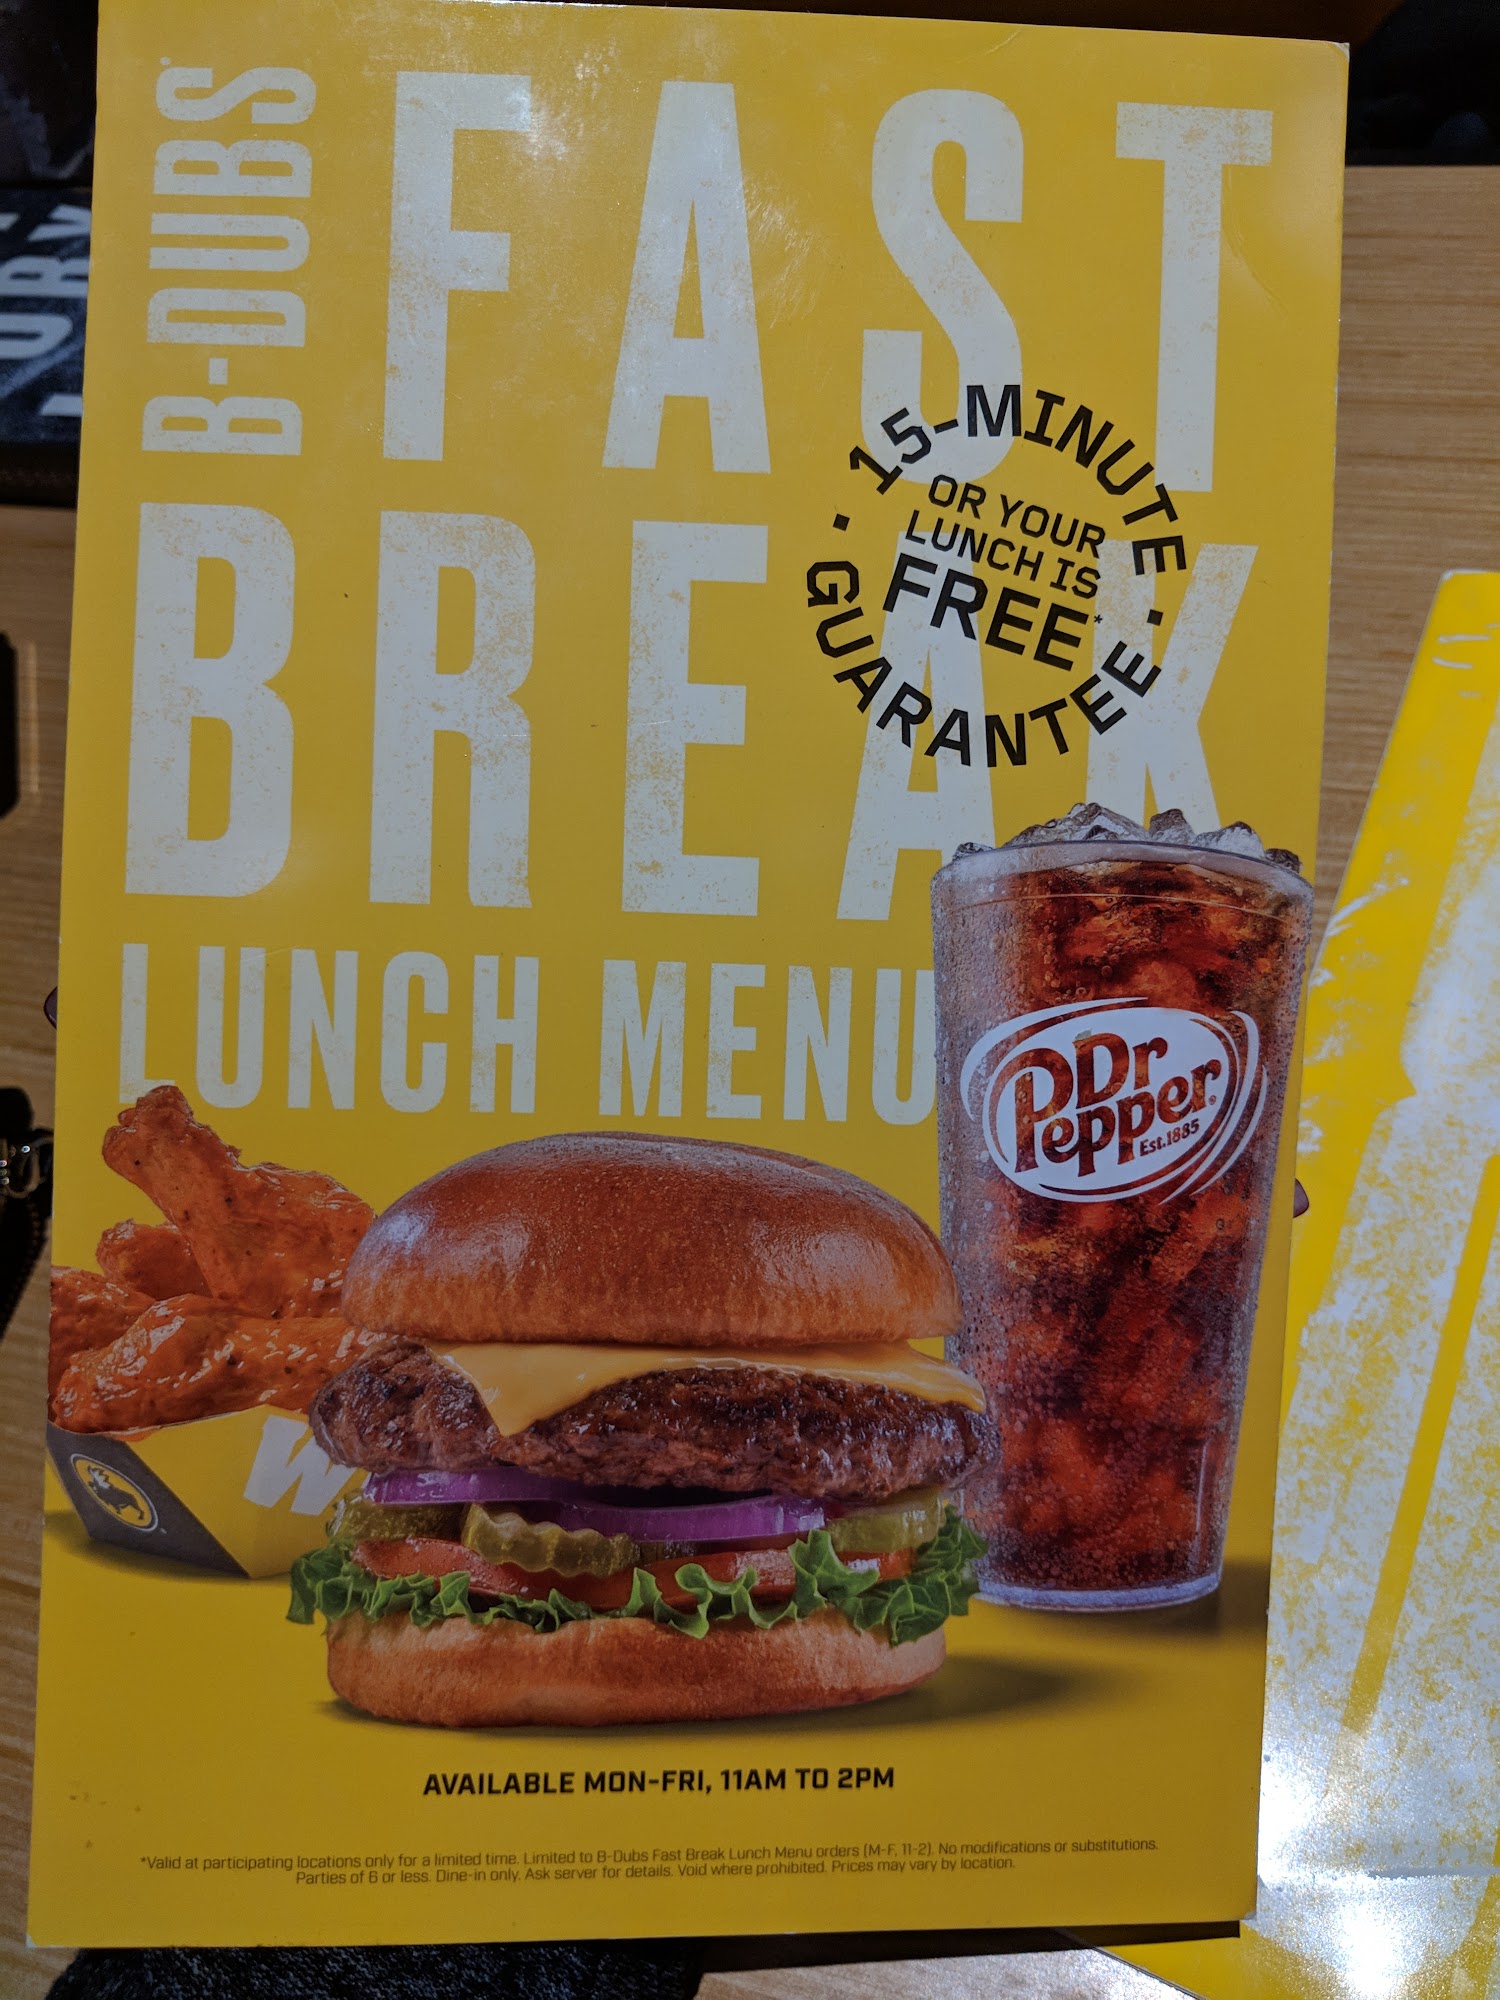 B-DUBS®
FAST
BREAK
LUNCH MENU
· 15-MINUTE ·
OR YOUR
LUNCH IS
FREE*
GUARANTEE
Dr
Pepper®
Est.1885
W
AVAILABLE MON-FRI, 11AM TO 2PM
*Valid at participating locations only for a limited time. Limited to B-Dubs Fast Break Lunch Menu orders (M-F, 11-2). No modifications or substitutions.
Parties of 6 or less. Dine-in only. Ask server for details. Void where prohibited. Prices may vary by location.